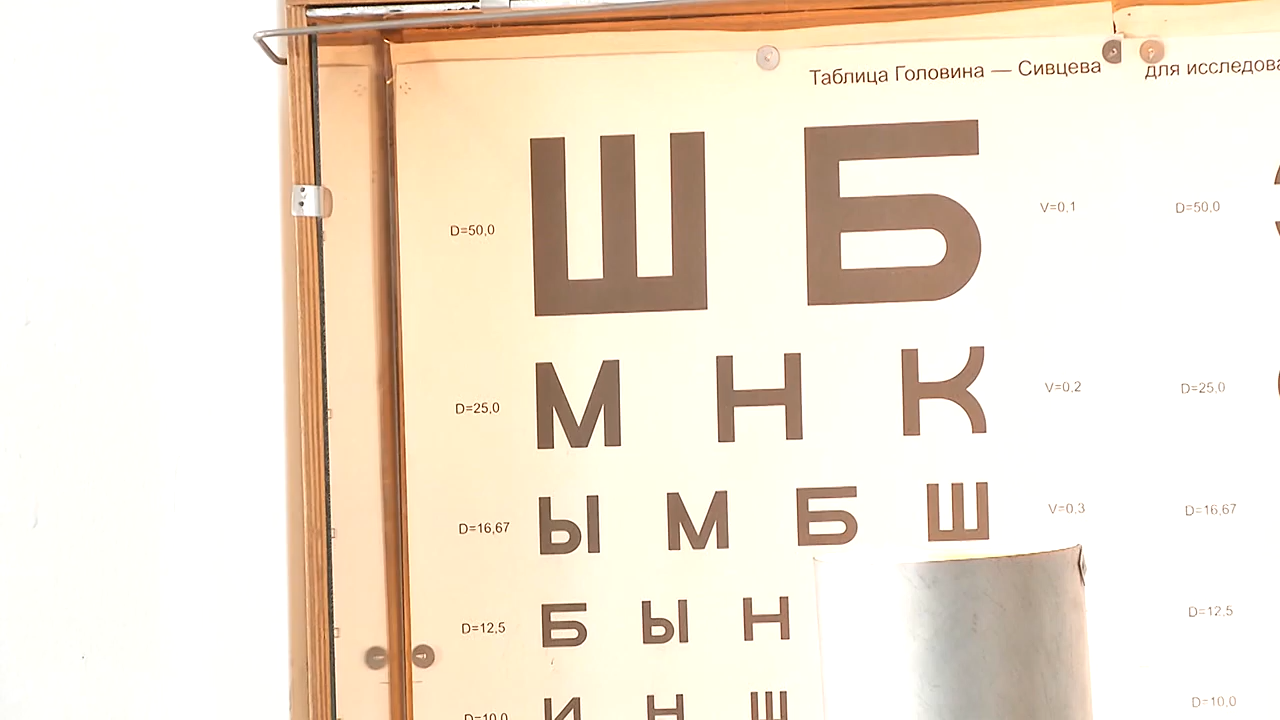 Таблица Головина — Сивцева для исследова
D=50,0 Ш Б V=0,1 D=50,0
D=25,0 М Н К V=0,2 D=25,0
D=16,67 Ы М Б Ш V=0,3 D=16,67
D=12,5 Б Ы Н D=12,5
D=10,0 И Н Ш D=10,0